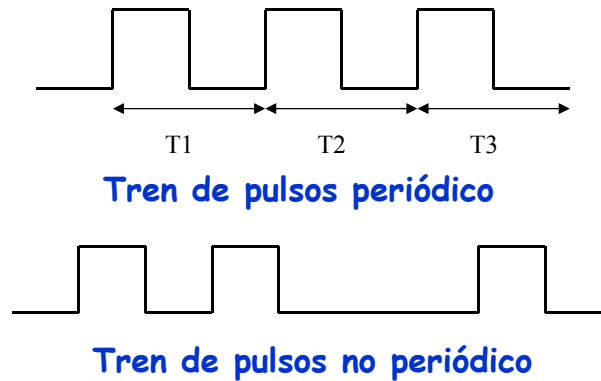 T1 T2 T3
Tren de pulsos periódico
Tren de pulsos no periódico